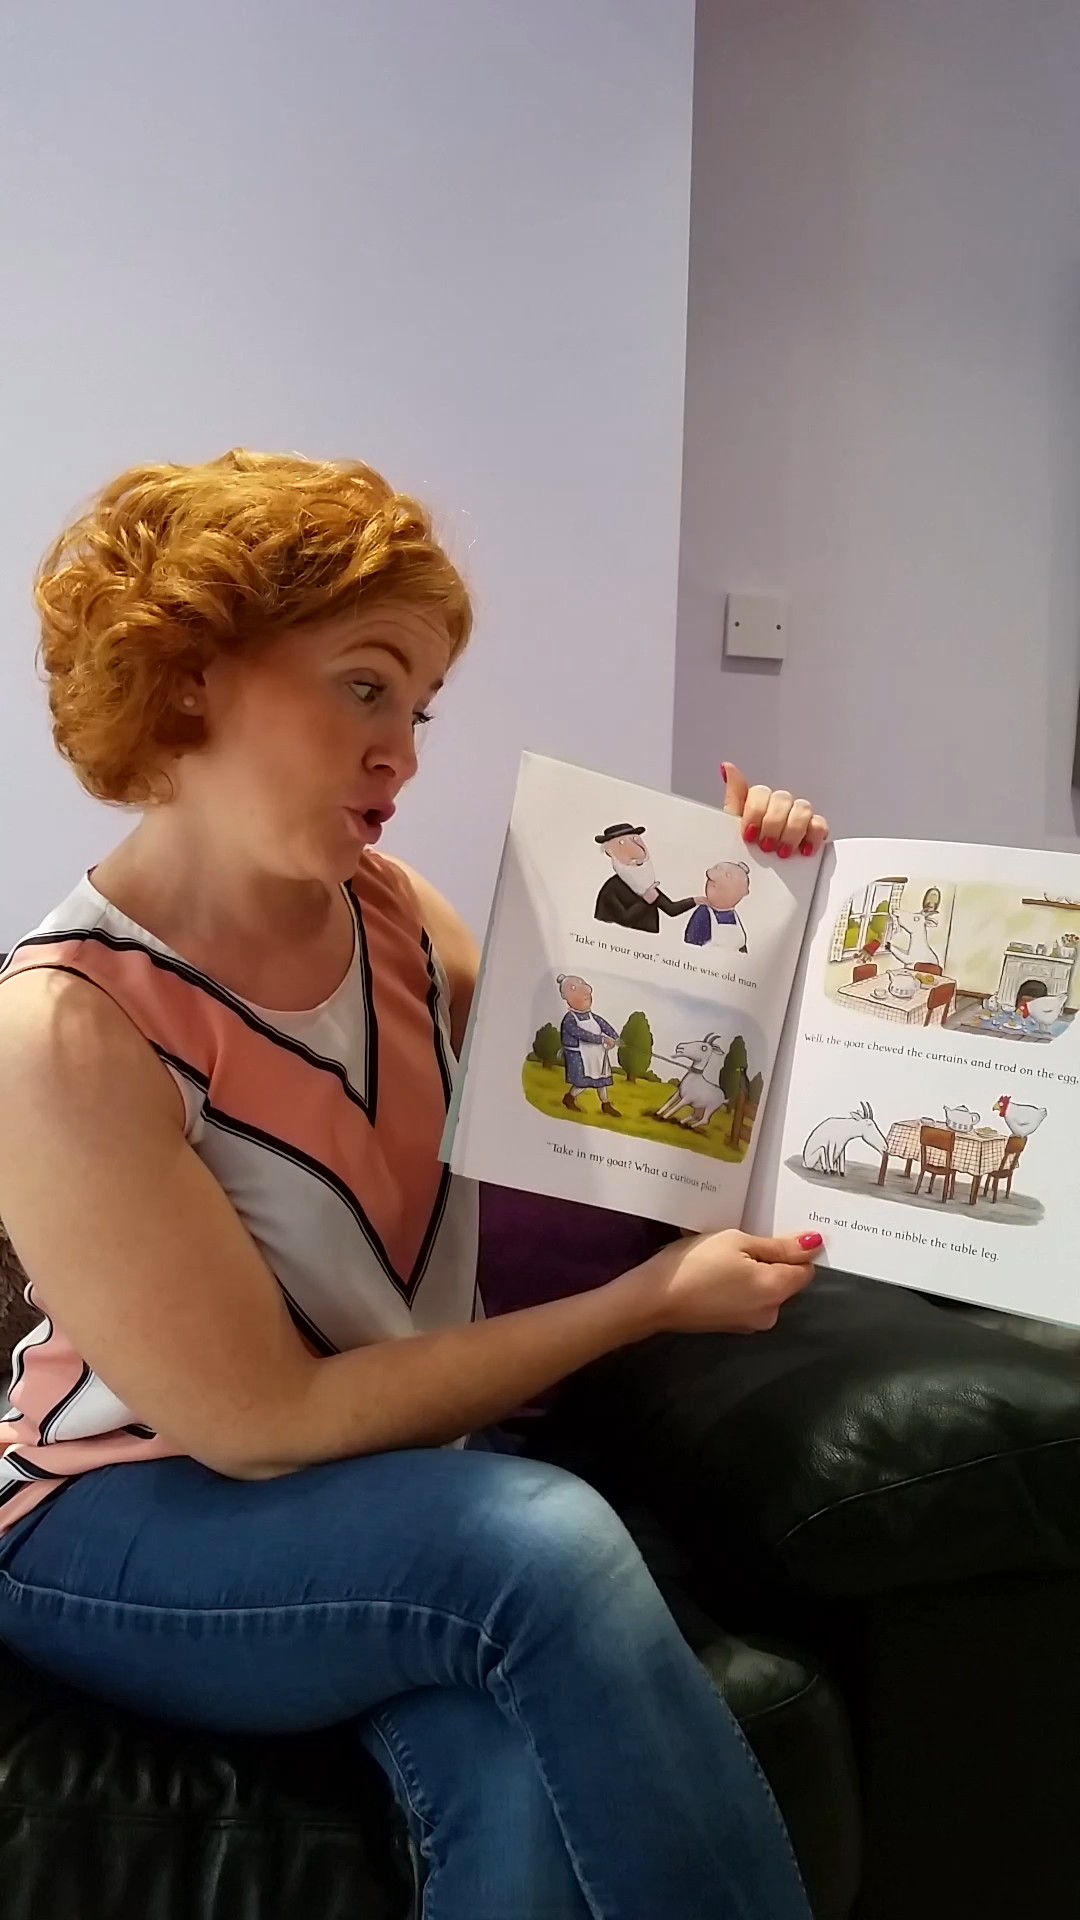 "Take in your goat," said the wise old man.
"Take in my goat? What a curious plan."
Well, the goat chewed the curtains and trod on the egg,
then sat down to nibble the table leg.